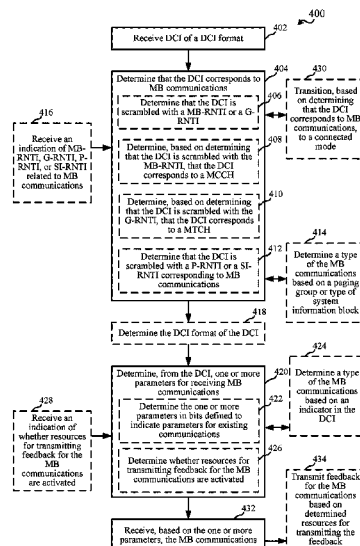 400
402
Receive DCI of a DCI format
404
Determine that the DCI corresponds to
MB communications
406
Determine that the DCI is
scrambled with a MB-RNTI or a G-
RNTI
408
Determine, based on determining
that the DCI is scrambled with the
MB-RNTI, that the DCI
corresponds to a MCCH
410
Determine, based on determining
that the DCI is scrambled with the
G-RNTI, that the DCI corresponds
to a MTCH
412
Determine that the DCI is
scrambled with a P-RNTI or a SI-
RNTI corresponding to MB
communications
416
Receive an
indication of MB-
RNTI, G-RNTI, P-
RNTI, or SI-RNTI
related to MB
communications
430
Transition, based
on determining
that the DCI
corresponds to MB
communications,
to a connected
mode
414
Determine a type
of the MB
communications
based on a paging
group or type of
system
information block
418
Determine the DCI format of the DCI
420
Determine, from the DCI, one or more
parameters for receiving MB
communications
422
Determine the one or more
parameters in bits defined to
indicate parameters for existing
communications
426
Determine whether resources for
transmitting feedback for the MB
communications are activated
424
Determine a type
of the MB
communications
based on an
indicator in the
DCI
428
Receive an
indication of
whether resources
for transmitting
feedback for the
MB
communications
are activated
432
Receive, based on the one or more
parameters, the MB communications
434
Transmit feedback
for the MB
communications
based on
determined
resources for
transmitting the
feedback